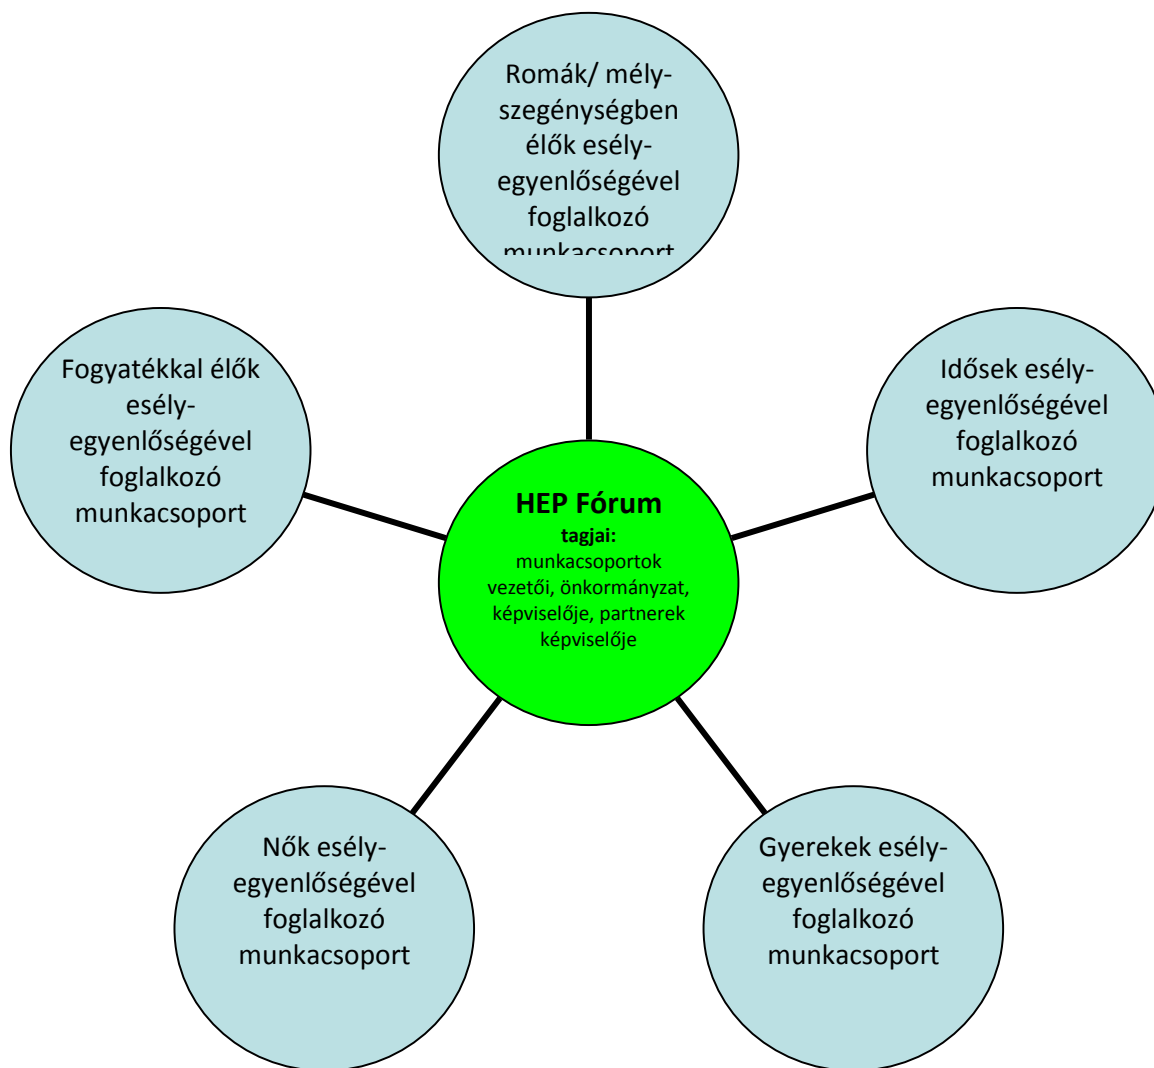 Romák/ mély-
szegénységben
élők esély-
egyenlőségével
foglalkozó
munkacsoport
Fogyatékkal élők
esély-
egyenlőségével
foglalkozó
munkacsoport
Idősek esély-
egyenlőségével
foglalkozó
munkacsoport
HEP Fórum
tagjai:
munkacsoportok
vezetői, önkormányzat,
képviselője, partnerek
képviselője
Nők esély-
egyenlőségével
foglalkozó
munkacsoport
Gyerekek esély-
egyenlőségével
foglalkozó
munkacsoport